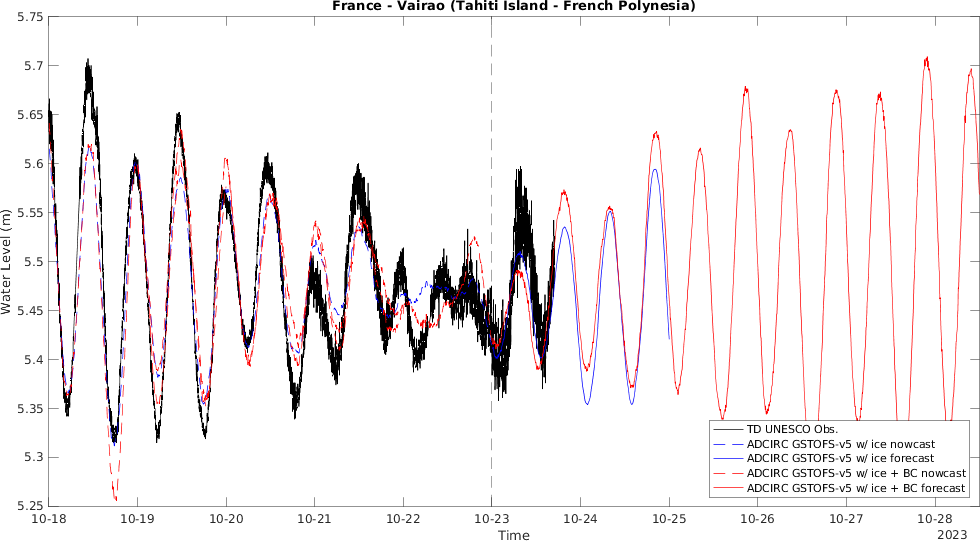 France - Vairao (Tahiti Island - French Polynesia)
5.75
5.7
5.65
5.6
5.55
5.5
5.45
5.4
5.35
5.3
5.25
Water Level (m)
TD UNESCO Obs.
ADCIRC GSTOFS-v5 w/ ice nowcast
ADCIRC GSTOFS-v5 w/ ice forecast
ADCIRC GSTOFS-v5 w/ ice + BC nowcast
ADCIRC GSTOFS-v5 w/ ice + BC forecast
10-18 10-19 10-20 10-21 10-22 10-23 10-24 10-25 10-26 10-27 10-28
Time 2023